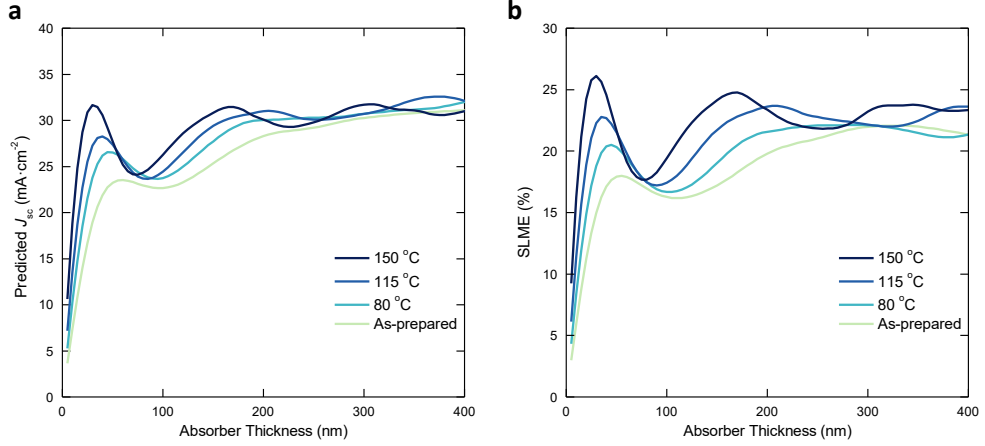 a
40
35
30
25
20
15
10
5
0
0
100
200
300
400
Predicted Jsc (mA·cm-2)
Absorber Thickness (nm)
150 °C
115 °C
80 °C
As-prepared
b
30
25
20
15
10
5
0
0
100
200
300
400
SLME (%)
Absorber Thickness (nm)
150 °C
115 °C
80 °C
As-prepared